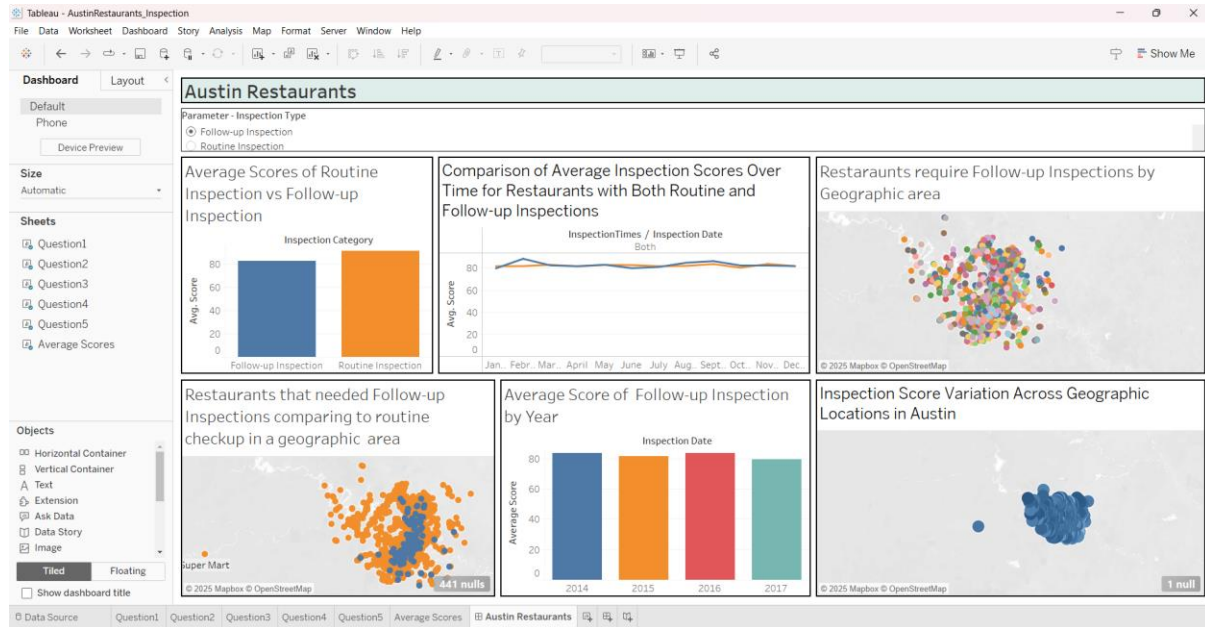 Tableau - AustinRestaurants_Inspection
File Data Worksheet Dashboard Story Analysis Map Format Server Window Help
Show Me
Dashboard Layout
Default
Phone
Device Preview
Size
Automatic
Sheets
Question1
Question2
Question3
Question4
Question5
Average Scores
Objects
Horizontal Container
Vertical Container
Text
Extension
Ask Data
Data Story
Image
Tiled Floating
Show dashboard title
Austin Restaurants
Parameter - Inspection Type
Follow-up Inspection
Routine Inspection
Average Scores of Routine
Inspection vs Follow-up
Inspection
Inspection Category
Avg. Score
80
60
40
20
0
Follow-up Inspection Routine Inspection
Comparison of Average Inspection Scores Over
Time for Restaurants with Both Routine and
Follow-up Inspections
InspectionTimes / Inspection Date
Both
Avg. Score
80
60
40
20
0
Jan.. Febr.. Mar.. April May June July Aug.. Sept.. Oct.. Nov.. Dec..
Restaraunts require Follow-up Inspections by
Geographic area
© 2025 Mapbox © OpenStreetMap
Restaurants that needed Follow-up
Inspections comparing to routine
checkup in a geographic area
Super Mart
© 2025 Mapbox © OpenStreetMap
441 nulls
Average Score of Follow-up Inspection
by Year
Inspection Date
Average Score
80
60
40
20
0
2014 2015 2016 2017
Inspection Score Variation Across Geographic
Locations in Austin
© 2025 Mapbox © OpenStreetMap
1 null
Data Source Question1 Question2 Question3 Question4 Question5 Average Scores Austin Restaurants